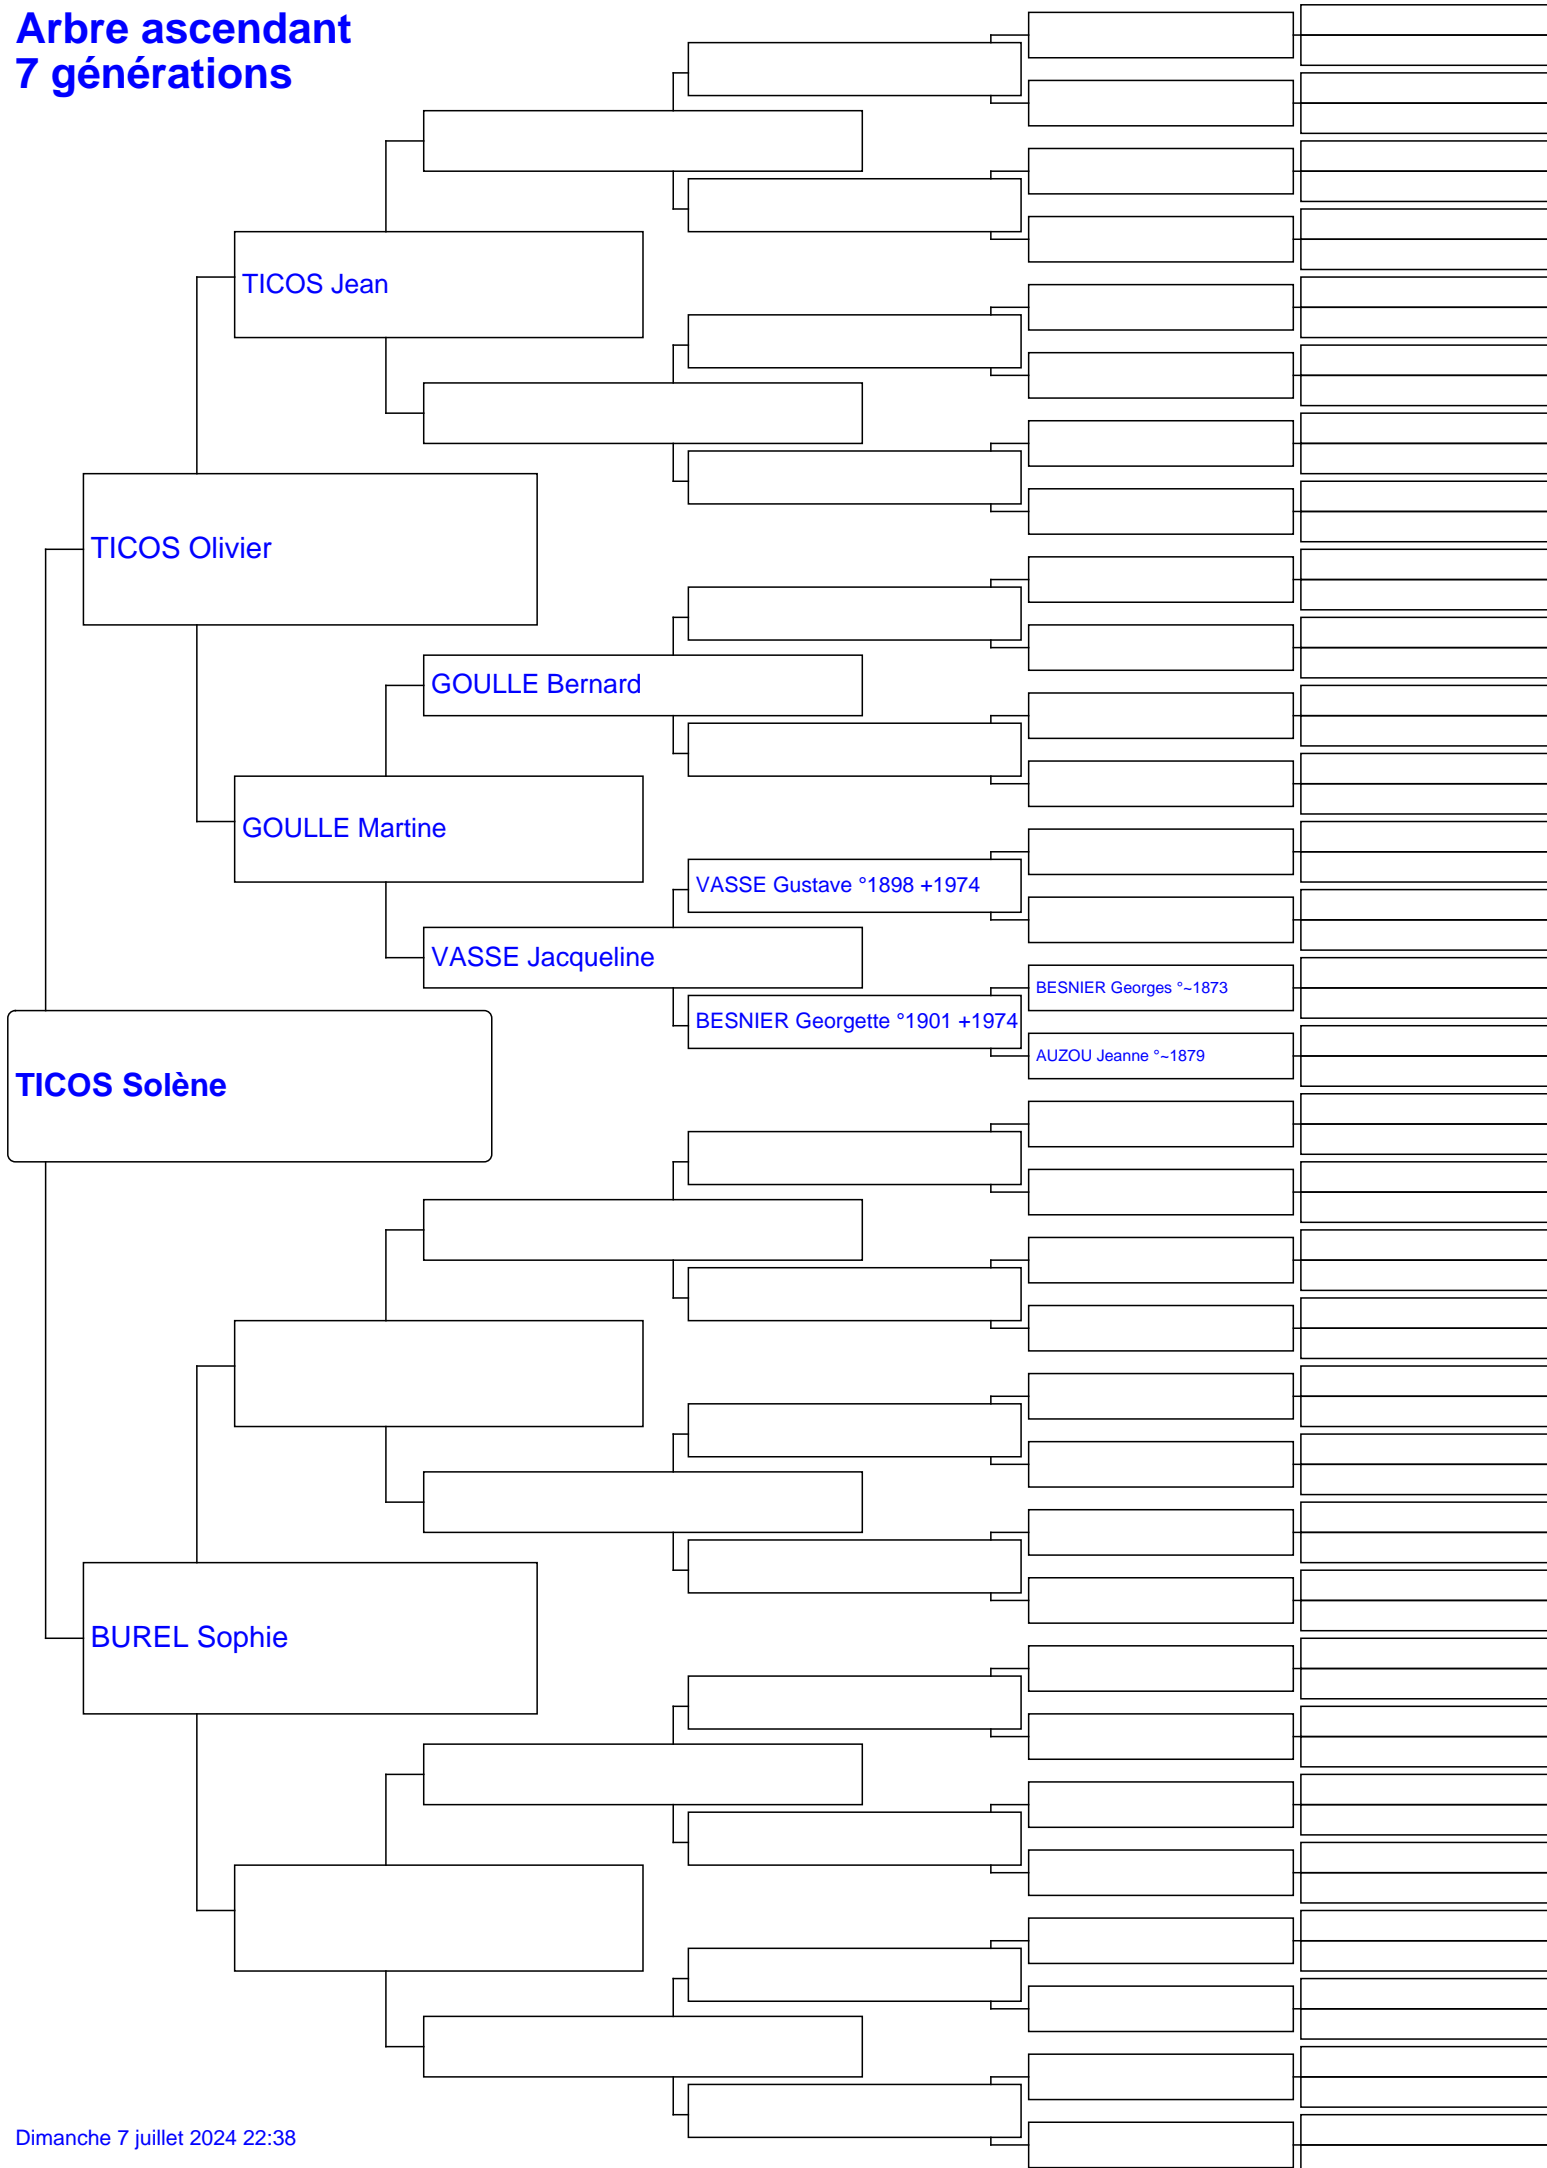 Arbre ascendant
7 générations
TICOS Jean
TICOS Olivier
GOULLE Bernard
GOULLE Martine
VASSE Gustave °1898 +1974
VASSE Jacqueline
BESNIER Georges °~1873
BESNIER Georgette °1901 +1974
AUZOU Jeanne °~1879
TICOS Solène
BUREL Sophie
Dimanche 7 juillet 2024 22:38